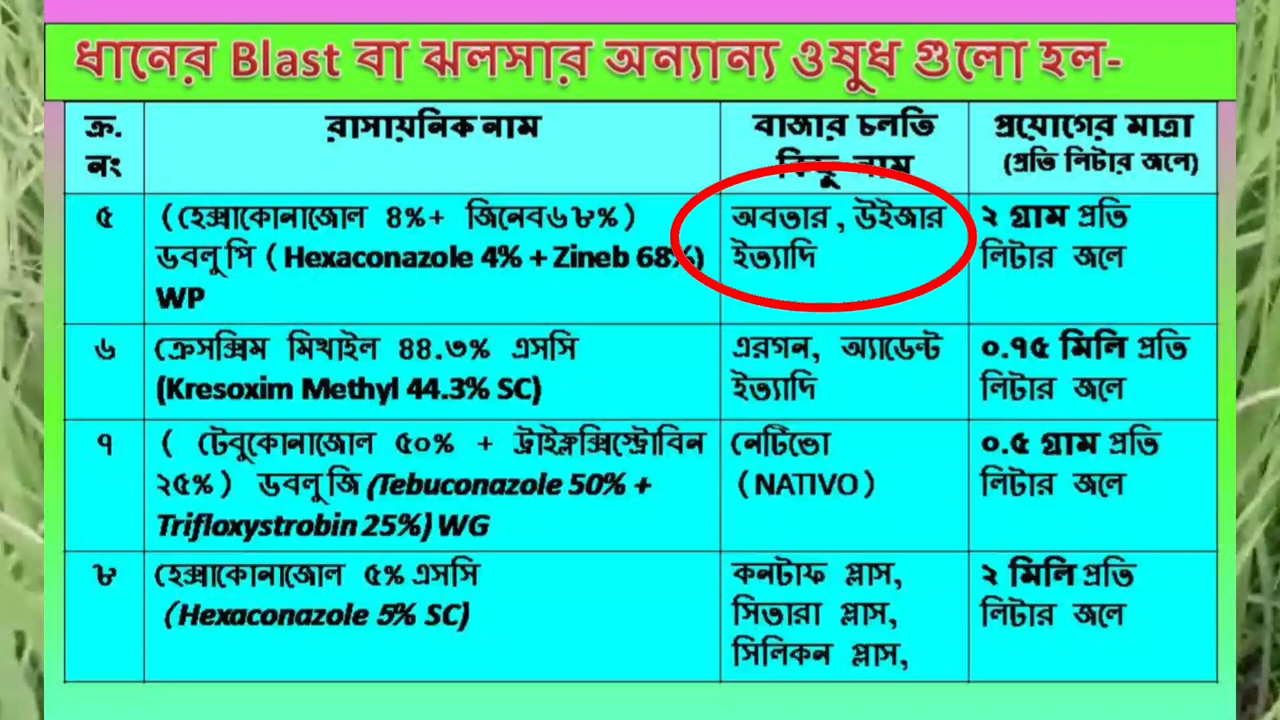 ধানের Blast বা ঝলসার অন্যান্য ওষুধ গুলো হল-
ক্র.
নং
রাসায়নিক নাম
বাজার চলতি
কিছু নাম
প্রযোগের মাত্রা
(প্রতি লিটার জলে)
৫
(হেক্সাকোনাজোল ৪%+ জিনেব৬৮%)
ডবলুপি (Hexaconazole 4% + Zineb 68%)
WP
অবতার, উইজার
ইত্যাদি
২ গ্রাম প্রতি
লিটার জলে
৬
ক্রেসক্সিম মিথাইল ৪৪.৩% এসসি
(Kresoxim Methyl 44.3% SC)
এরগন, অ্যাডেন্ট
ইত্যাদি
০.৭৫ মিলি প্রতি
লিটার জলে
৭
( টেবুকোনাজোল ৫০% + ট্রাইফ্লক্সিস্ট্রোবিন
২৫%) ডবলুজি (Tebuconazole 50% +
Trifloxystrobin 25%) WG
নেটিভো
(NATIVO)
০.৫ গ্রাম প্রতি
লিটার জলে
৮
হেক্সাকোনাজোল ৫% এসসি
(Hexaconazole 5% SC)
কনটাফ প্লাস,
সিতারা প্লাস,
সিলিকন প্লাস,
২ মিলি প্রতি
লিটার জলে